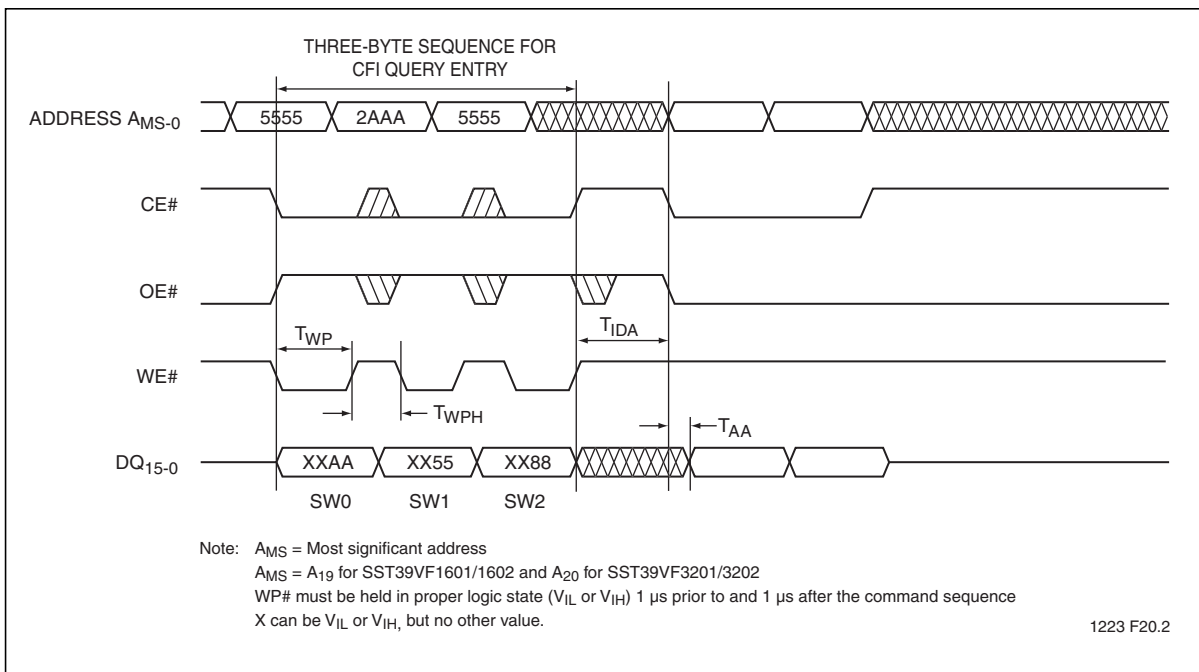 THREE-BYTE SEQUENCE FOR
CFI QUERY ENTRY
ADDRESS AMS-0
5555 2AAA 5555
CE#
OE#
TWP TIDA
WE#
TWPH
TAA
DQ15-0
XXAA XX55 XX88
SW0 SW1 SW2
Note: AMS = Most significant address
AMS = A19 for SST39VF1601/1602 and A20 for SST39VF3201/3202
WP# must be held in proper logic state (VIL or VIH) 1 µs prior to and 1 µs after the command sequence
X can be VIL or VIH, but no other value.
1223 F20.2